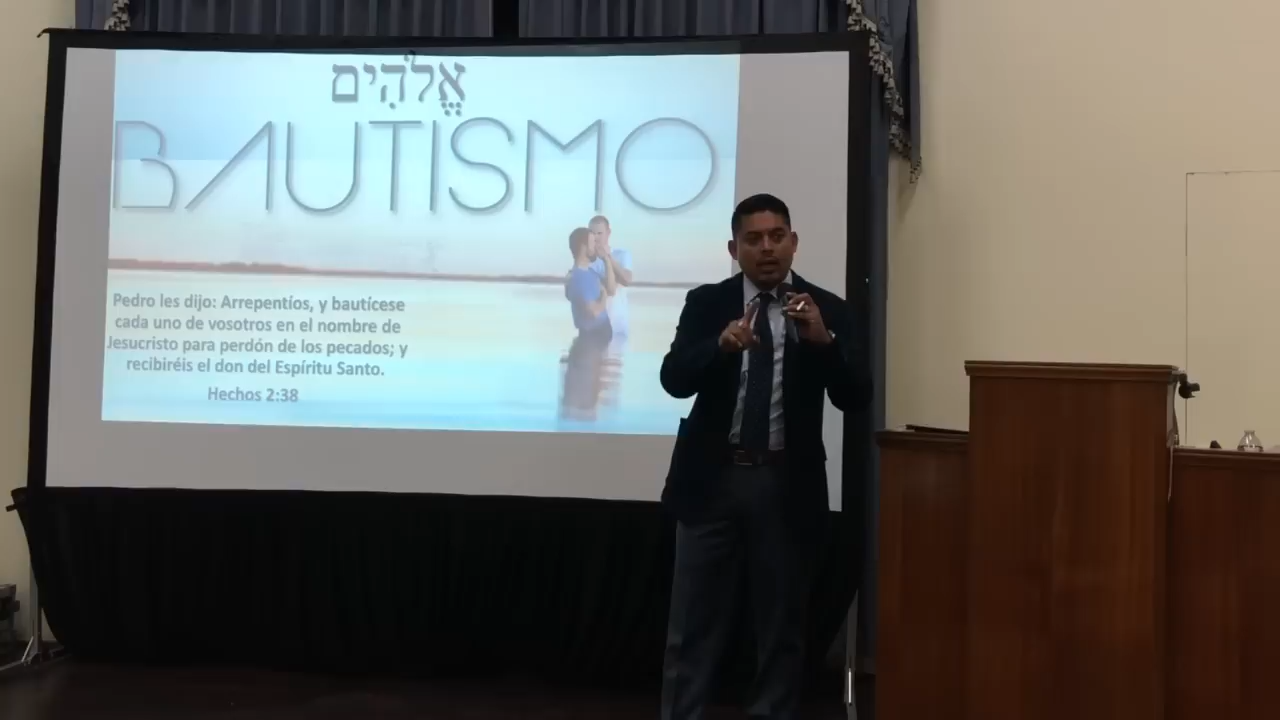 אֱלֹהִים
BAUTISMO
Pedro les dijo: Arrepentíos, y bautícese
cada uno de vosotros en el nombre de
Jesucristo para perdón de los pecados; y
recibiréis el don del Espíritu Santo.
Hechos 2:38